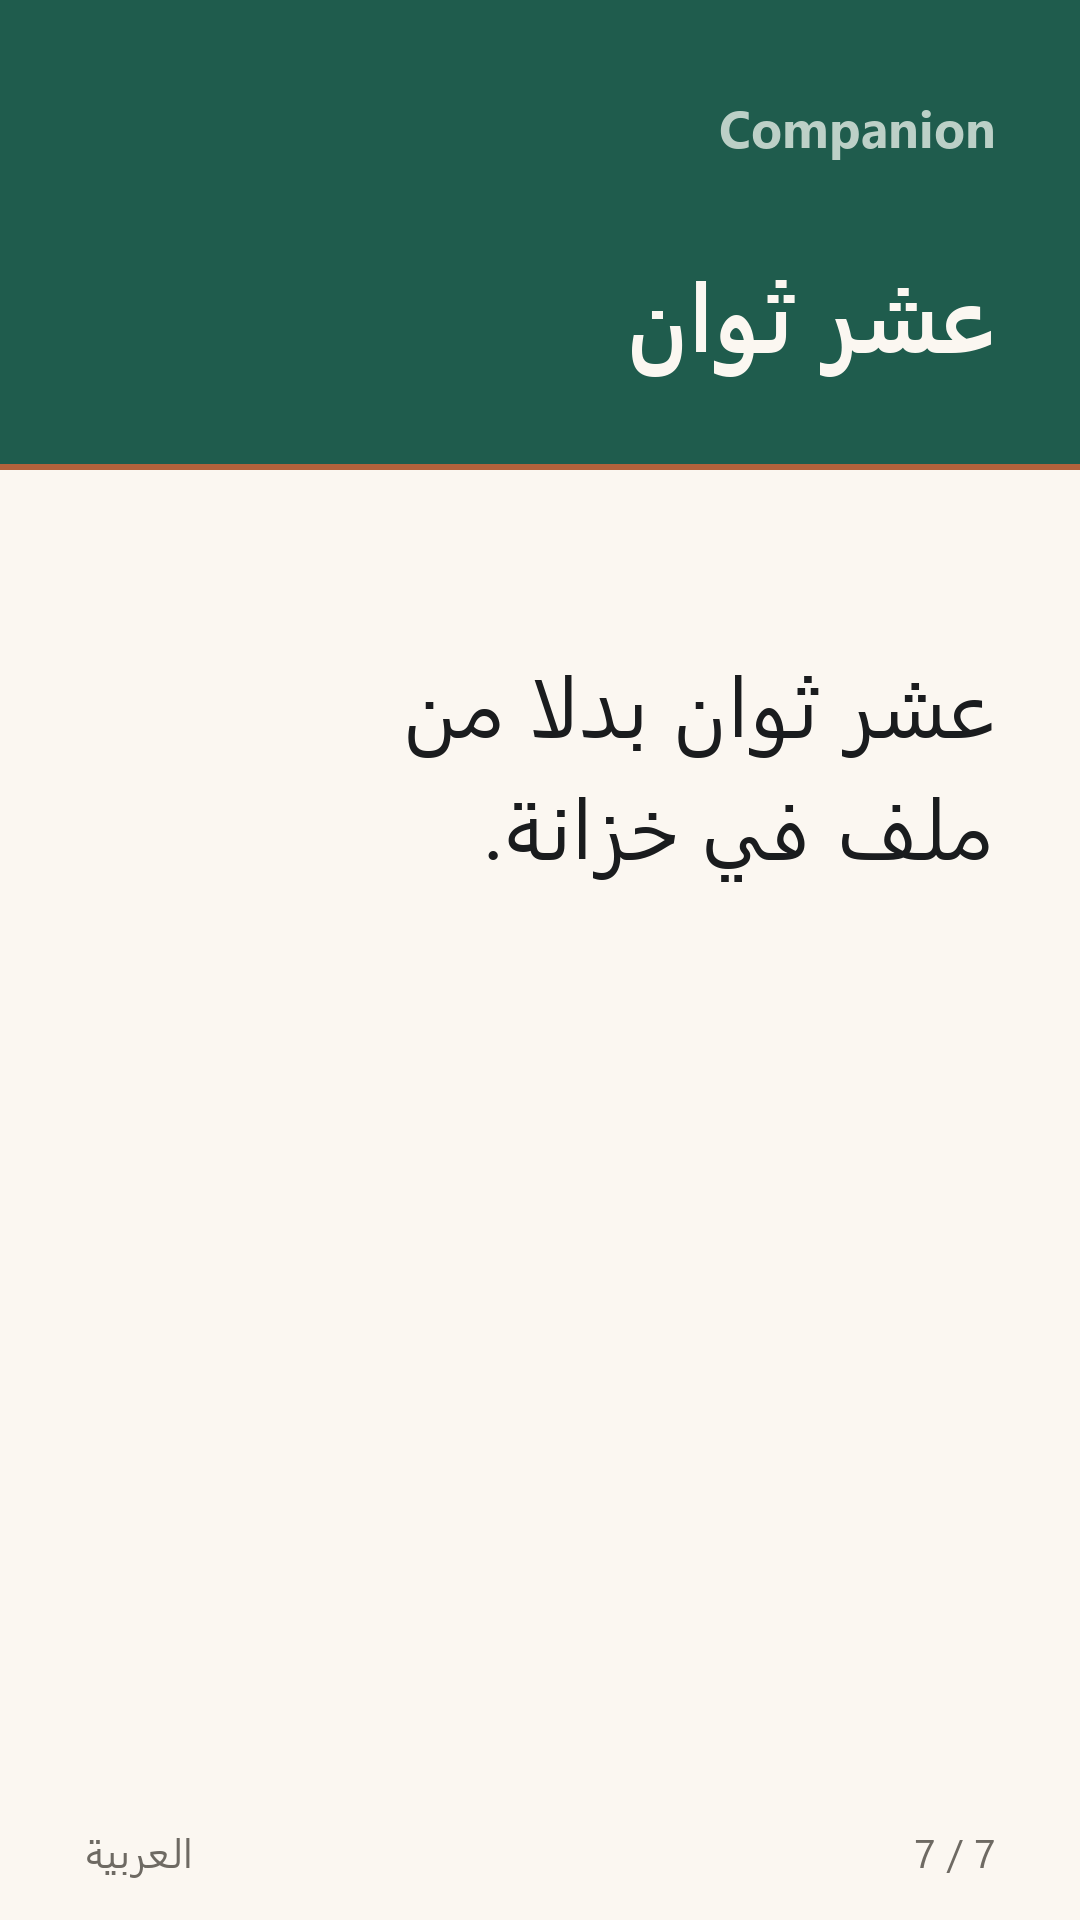 Companion
عشر ثوان
عشر ثوان بدلا من
ملف في خزانة.
7 / 7
العربية